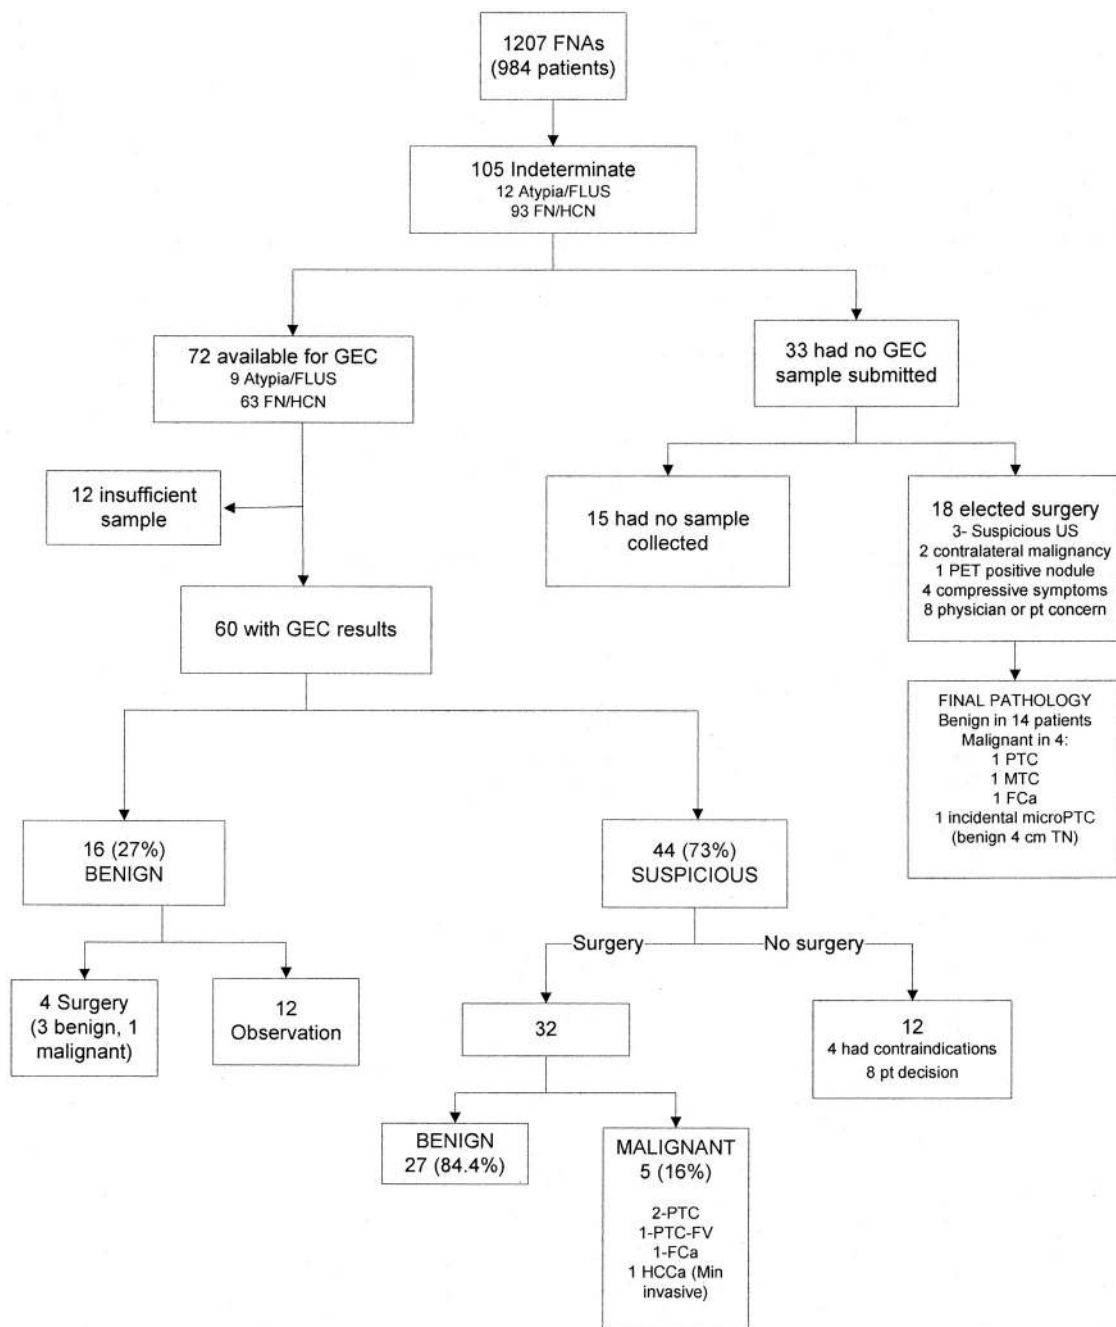 1207 FNAs
(984 patients)
105 Indeterminate
12 Atypia/FLUS
93 FN/HCN
72 available for GEC
9 Atypia/FLUS
63 FN/HCN
33 had no GEC
sample submitted
12 insufficient
sample
15 had no sample
collected
18 elected surgery
3- Suspicious US
2 contralateral malignancy
1 PET positive nodule
4 compressive symptoms
8 physician or pt concern
60 with GEC results
FINAL PATHOLOGY
Benign in 14 patients
Malignant in 4:
1 PTC
1 MTC
1 FCa
1 incidental microPTC
(benign 4 cm TN)
16 (27%)
BENIGN
44 (73%)
SUSPICIOUS
Surgery
No surgery
4 Surgery
(3 benign, 1
malignant)
12
Observation
32
12
4 had contraindications
8 pt decision
BENIGN
27 (84.4%)
MALIGNANT
5 (16%)
2-PTC
1-PTC-FV
1-FCa
1 HCCa (Min
invasive)